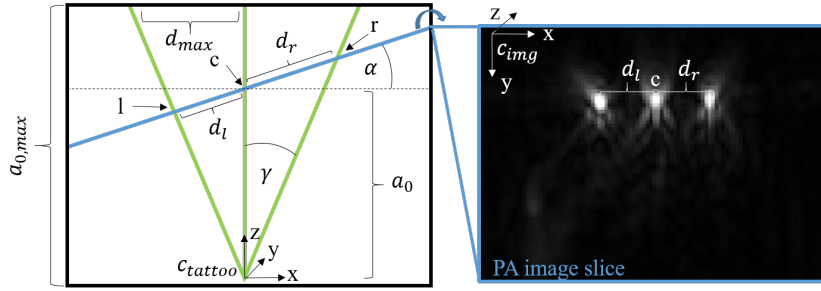 d_max
d_r
r
c
α
l
d_l
a_0,max
γ
a_0
z
y
c_tattoo
x
z
x
c_img
y
d_l c d_r
PA image slice